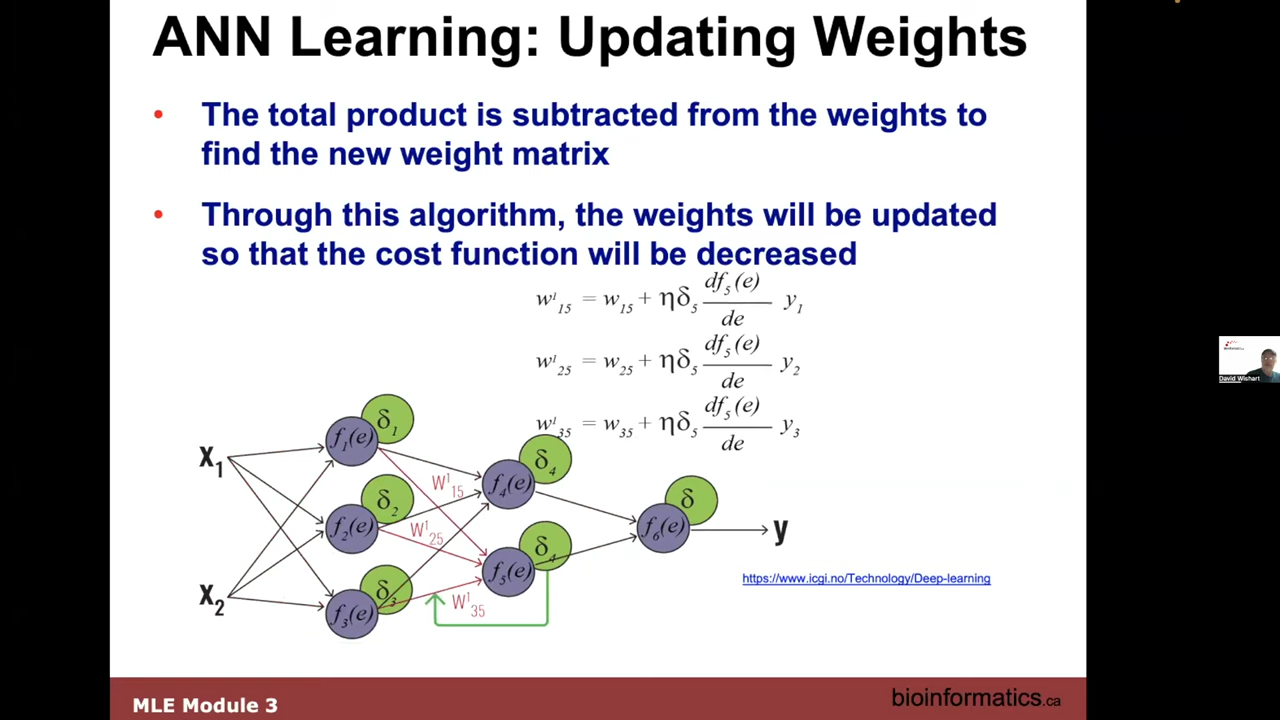 ANN Learning: Updating Weights
• The total product is subtracted from the weights to
find the new weight matrix
• Through this algorithm, the weights will be updated
so that the cost function will be decreased
w¹₁₅ = w₁₅ + ηδ₅ df₅(e)/de y₁
w¹₂₅ = w₂₅ + ηδ₅ df₅(e)/de y₂
w¹₃₅ = w₃₅ + ηδ₅ df₅(e)/de y₃
x₁
x₂
f₁(e)
δ₁
f₂(e)
δ₂
f₃(e)
δ₃
W¹₁₅
W¹₂₅
W¹₃₅
f₄(e)
δ₄
f₅(e)
δ₄
f₆(e)
δ
y
https://www.icgi.no/Technology/Deep-learning
David Wishart
MLE Module 3
bioinformatics.ca